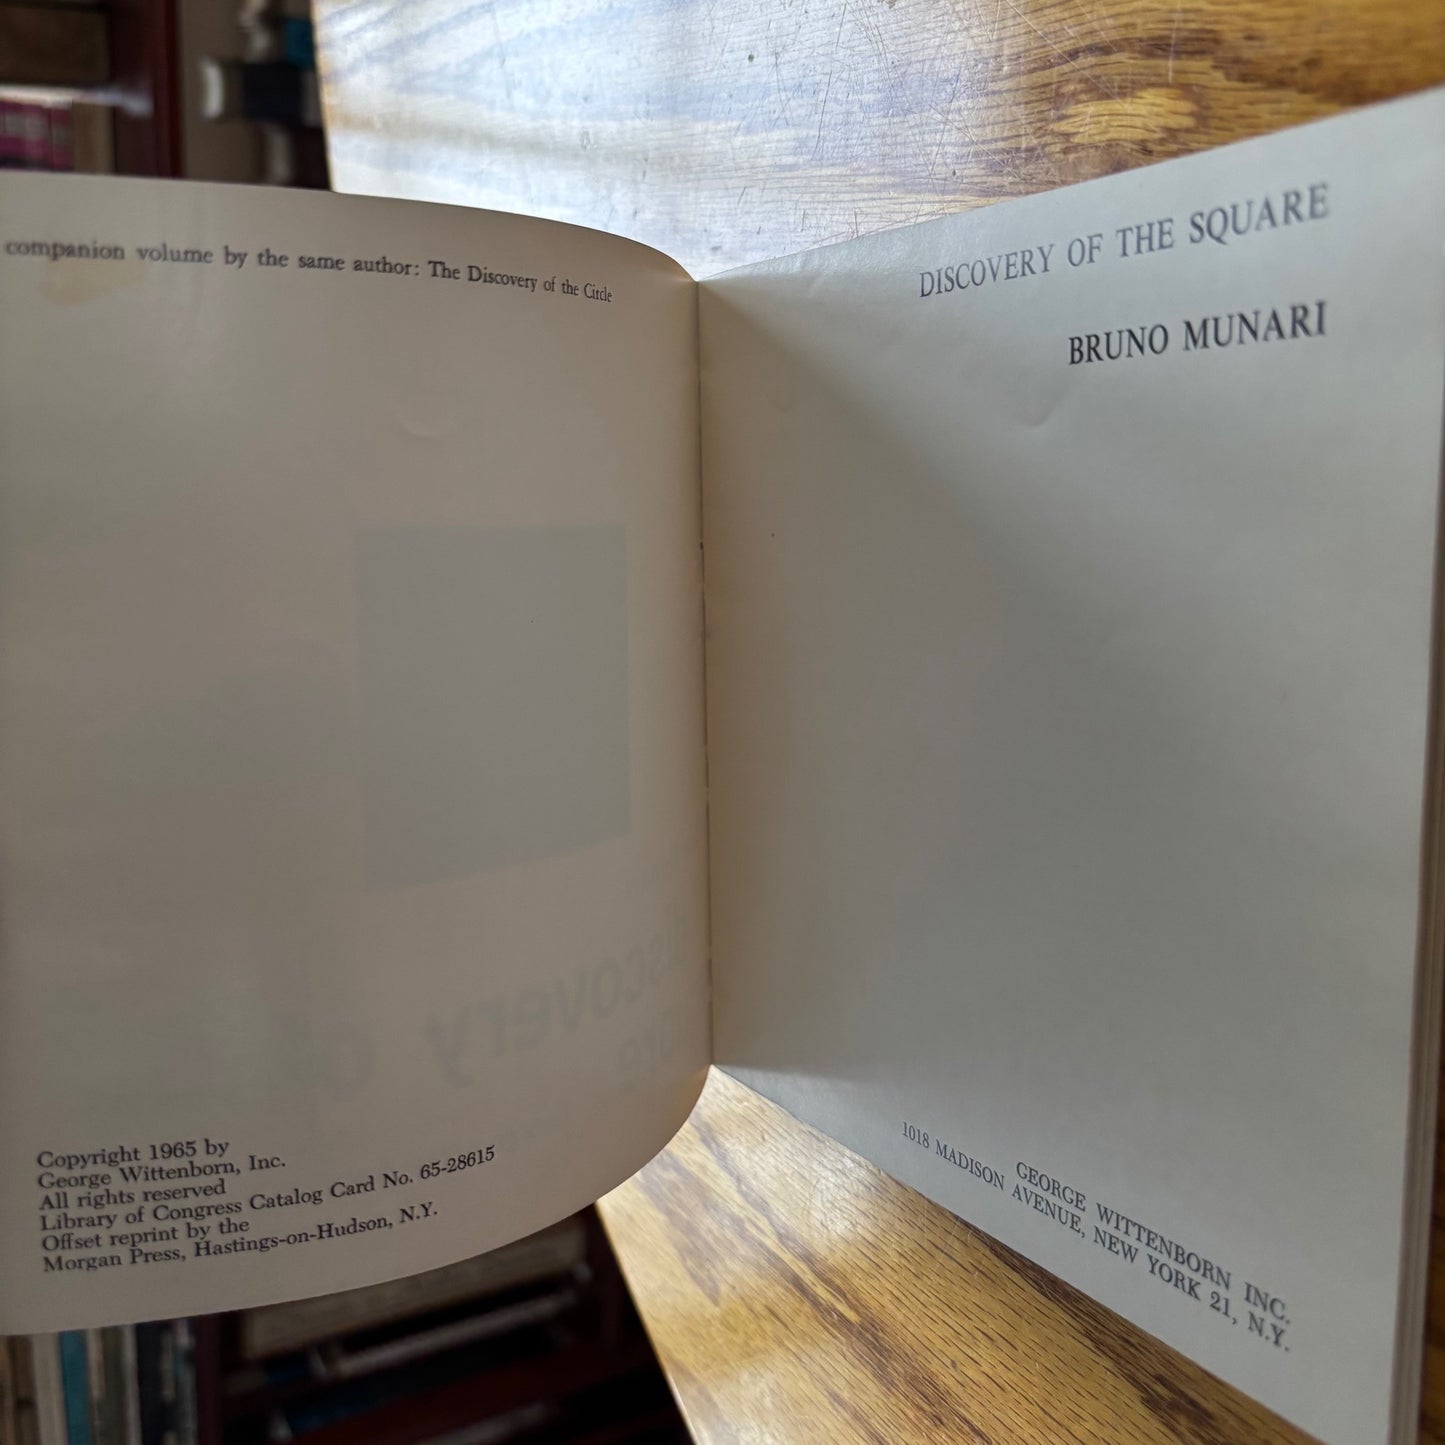 companion volume by the same author: The Discovery of the Circle
Copyright 1965 by
George Wittenborn, Inc.
All rights reserved
Library of Congress Catalog Card No. 65-28615
Offset reprint by the
Morgan Press, Hastings-on-Hudson, N.Y.
DISCOVERY OF THE SQUARE
BRUNO MUNARI
GEORGE WITTENBORN INC.
1018 MADISON AVENUE, NEW YORK 21, N.Y.